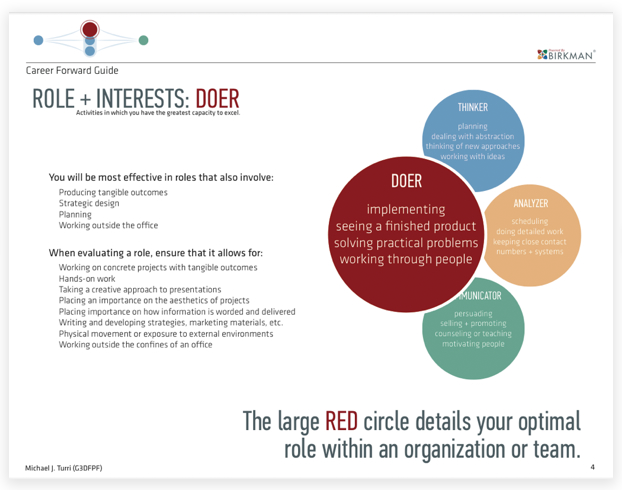 Powered by
BIRKMAN®
Career Forward Guide
ROLE + INTERESTS: DOER
Activities in which you have the greatest capacity to excel.
You will be most effective in roles that also involve:
Producing tangible outcomes
Strategic design
Planning
Working outside the office
When evaluating a role, ensure that it allows for:
Working on concrete projects with tangible outcomes
Hands-on work
Taking a creative approach to presentations
Placing an importance on the aesthetics of projects
Placing importance on how information is worded and delivered
Writing and developing strategies, marketing materials, etc.
Physical movement or exposure to external environments
Working outside the confines of an office
THINKER
planning
dealing with abstraction
thinking of new approaches
working with ideas
DOER
implementing
seeing a finished product
solving practical problems
working through people
ANALYZER
scheduling
doing detailed work
keeping close contact
numbers + systems
MMUNICATOR
persuading
selling + promoting
counseling or teaching
motivating people
The large RED circle details your optimal
role within an organization or team.
Michael J. Turri (G3DFPF)
4